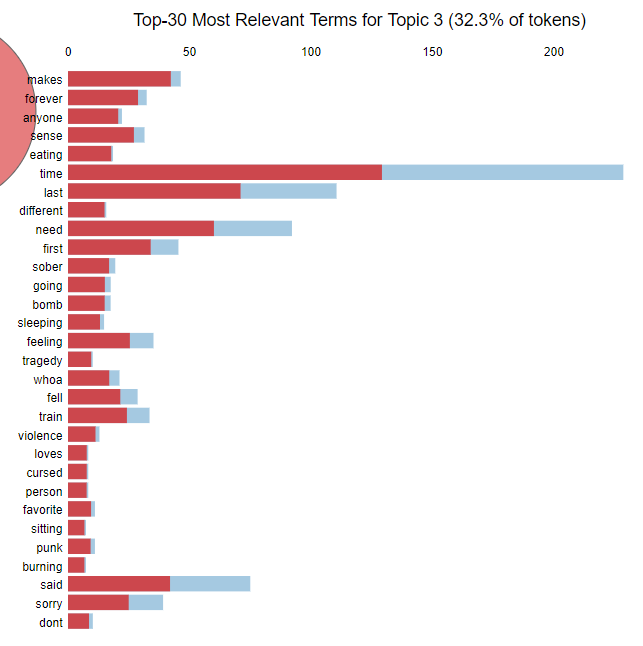 Top-30 Most Relevant Terms for Topic 3 (32.3% of tokens)
0 50 100 150 200
makes
forever
anyone
sense
eating
time
last
different
need
first
sober
going
bomb
sleeping
feeling
tragedy
whoa
fell
train
violence
loves
cursed
person
favorite
sitting
punk
burning
said
sorry
dont